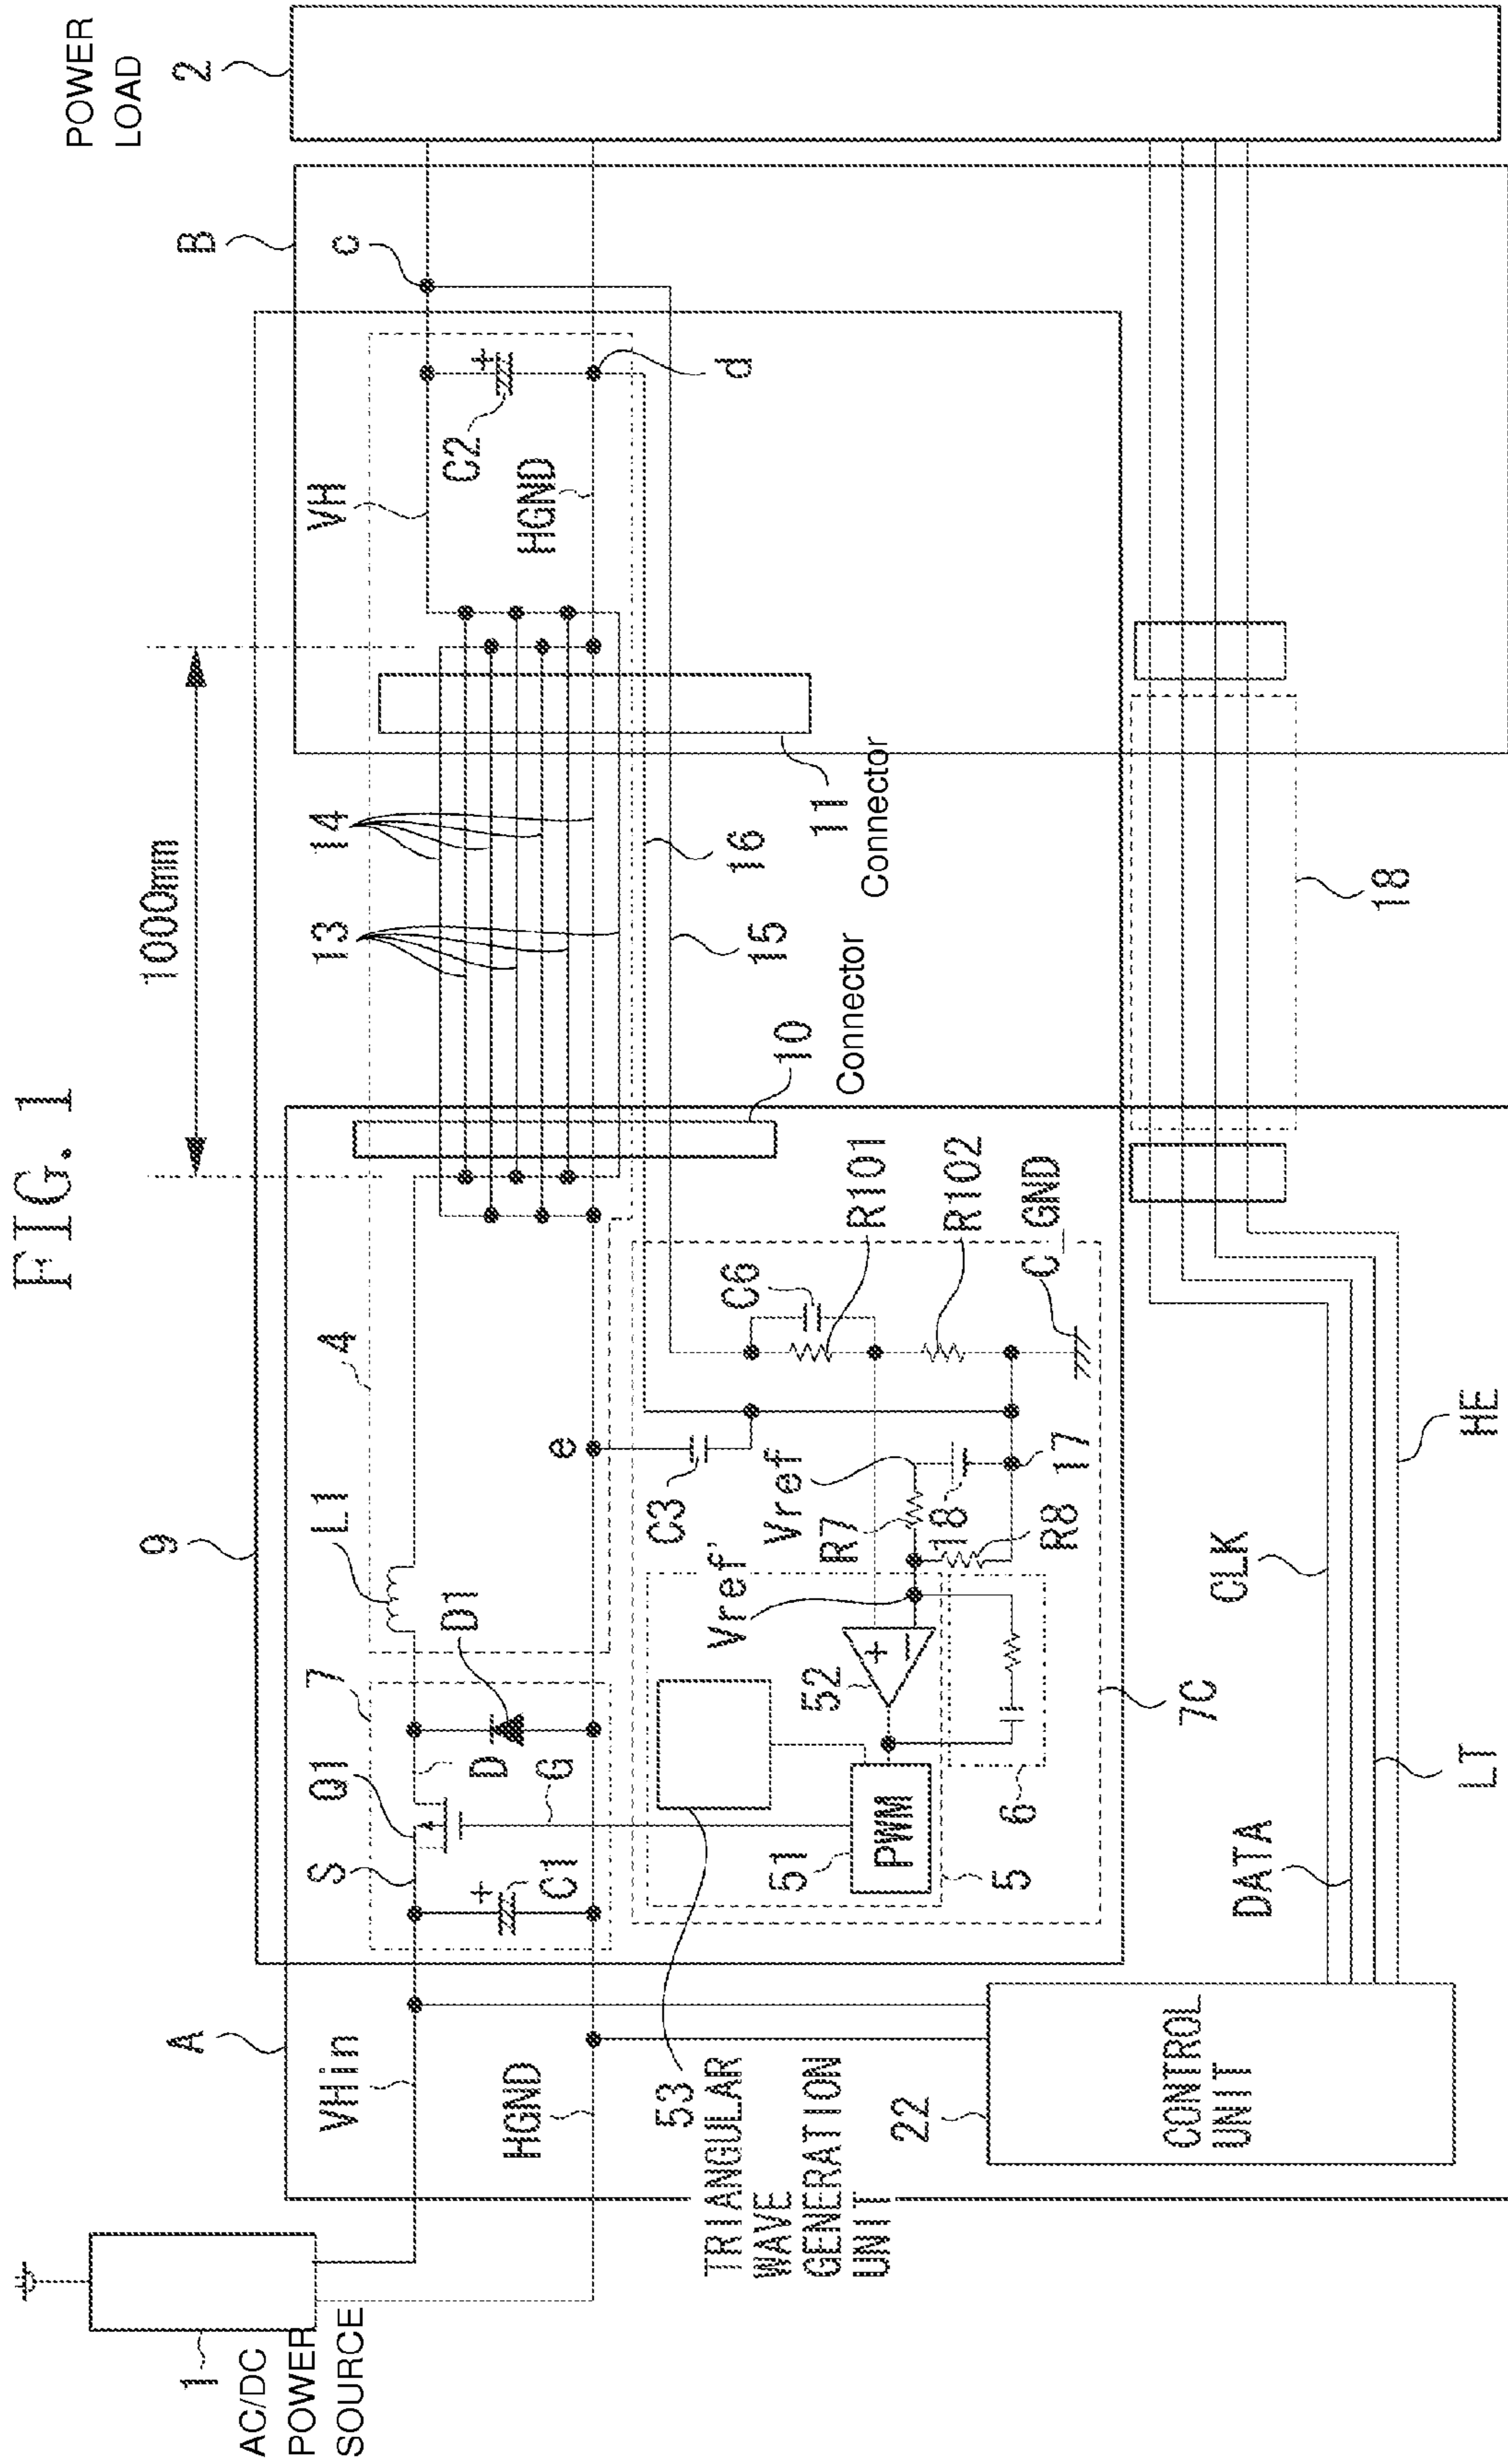 FIG. 1
1000mm
POWER
LOAD
2
B
c
A
9
VHin
HGND
S
Q1
7
D
D1
G
C1
L1
4
13
14
VH
C2
HGND
d
e
C3
16
15
10
Connector
11
Connector
C6
R101
R102
C_GND
Vref
Vref'
R7
18
R8
17
52
51
PWM
5
6
7C
53
TRIANGULAR
WAVE
GENERATION
UNIT
22
CONTROL
UNIT
DATA
CLK
LT
HE
18
1
AC/DC
POWER
SOURCE